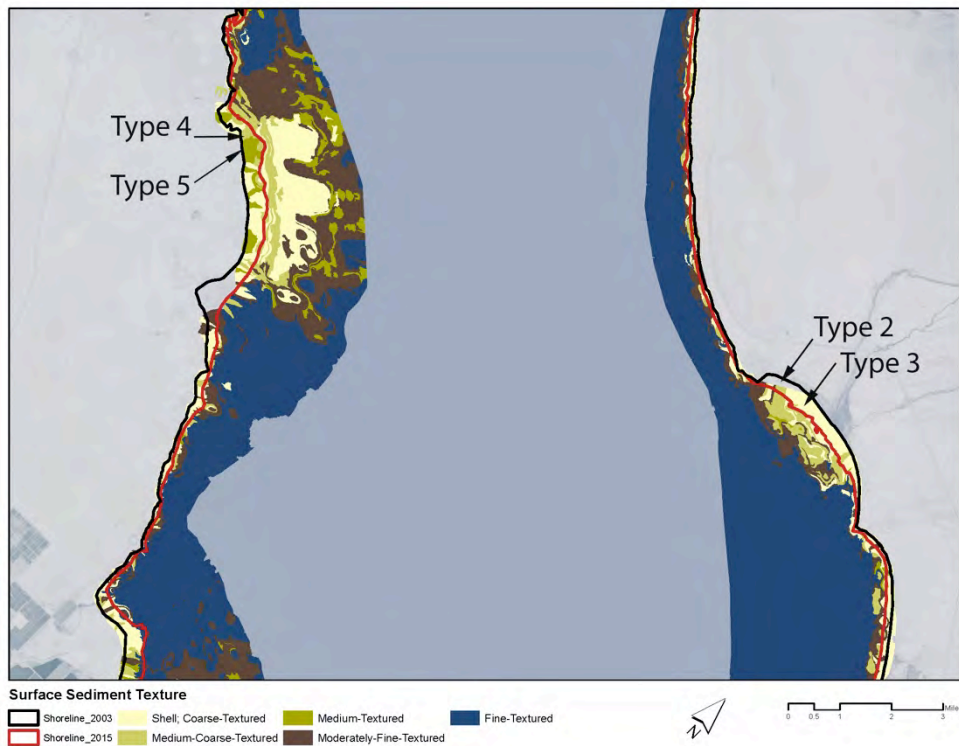 Type 4
Type 5
Type 2
Type 3
Surface Sediment Texture
Shoreline_2003 Shell; Coarse-Textured Medium-Textured Fine-Textured
Shoreline_2015 Medium-Coarse-Textured Moderately-Fine-Textured
N
0 0.5 1 2 3 Miles